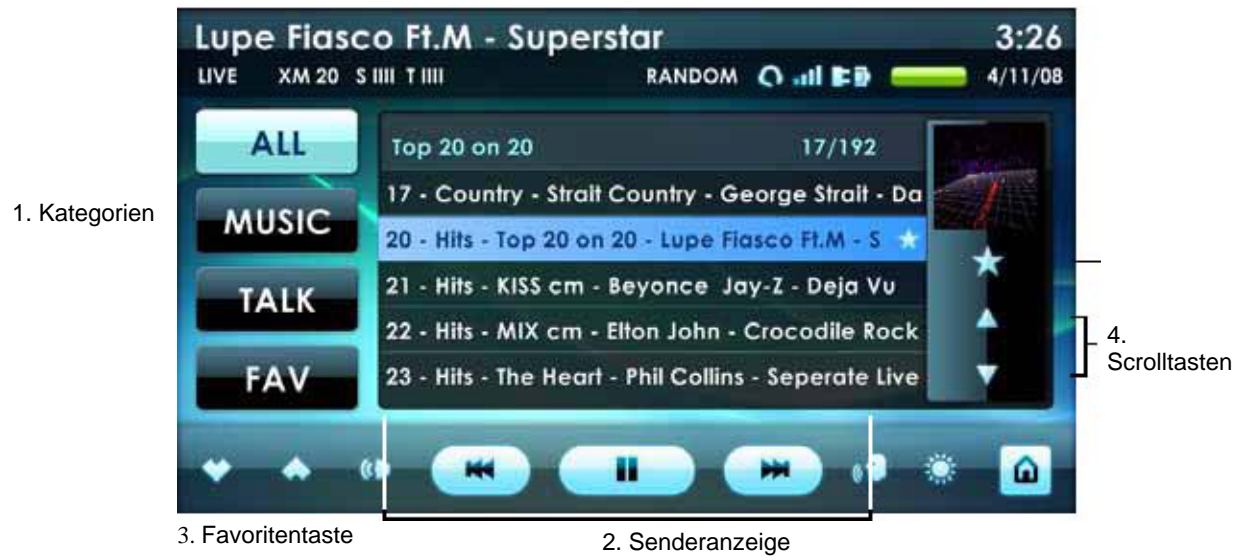 Lupe Fiasco Ft.M - Superstar 3:26
LIVE XM 20 S IIII T IIII RANDOM 4/11/08
ALL
MUSIC
TALK
FAV
Top 20 on 20 17/192
17 - Country - Strait Country - George Strait - Da
20 - Hits - Top 20 on 20 - Lupe Fiasco Ft.M - S
21 - Hits - KISS cm - Beyonce Jay-Z - Deja Vu
22 - Hits - MIX cm - Elton John - Crocodile Rock
23 - Hits - The Heart - Phil Collins - Seperate Live
1. Kategorien
4.
Scrolltasten
3. Favoritentaste
2. Senderanzeige